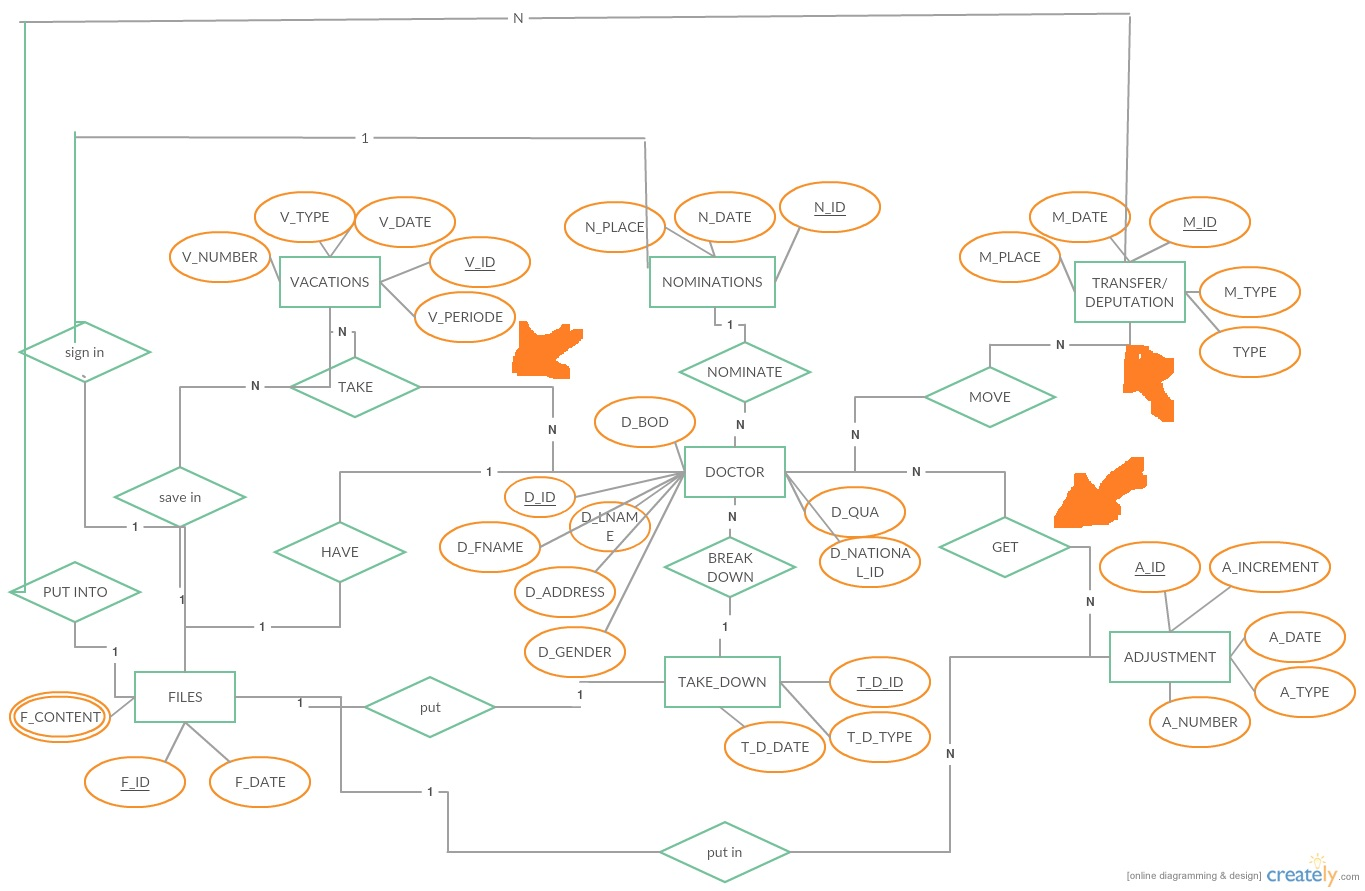 N
1
V_TYPE
V_DATE
V_NUMBER
V_ID
V_PERIODE
VACATIONS
N_PLACE
N_DATE
N_ID
NOMINATIONS
M_DATE
M_ID
M_PLACE
M_TYPE
TYPE
TRANSFER/
DEPUTATION
sign in
N
N
TAKE
N
1
NOMINATE
N
N
MOVE
N
D_BOD
DOCTOR
1
N
save in
D_ID
D_LNAM
E
D_FNAME
D_ADDRESS
D_GENDER
D_QUA
D_NATIONA
L_ID
1
HAVE
N
BREAK
DOWN
1
GET
N
A_ID
A_INCREMENT
A_DATE
A_TYPE
A_NUMBER
ADJUSTMENT
PUT INTO
1
1
1
FILES
F_CONTENT
F_ID
F_DATE
1
put
1
TAKE_DOWN
T_D_ID
T_D_TYPE
T_D_DATE
N
1
put in
[online diagramming & design] creately.com